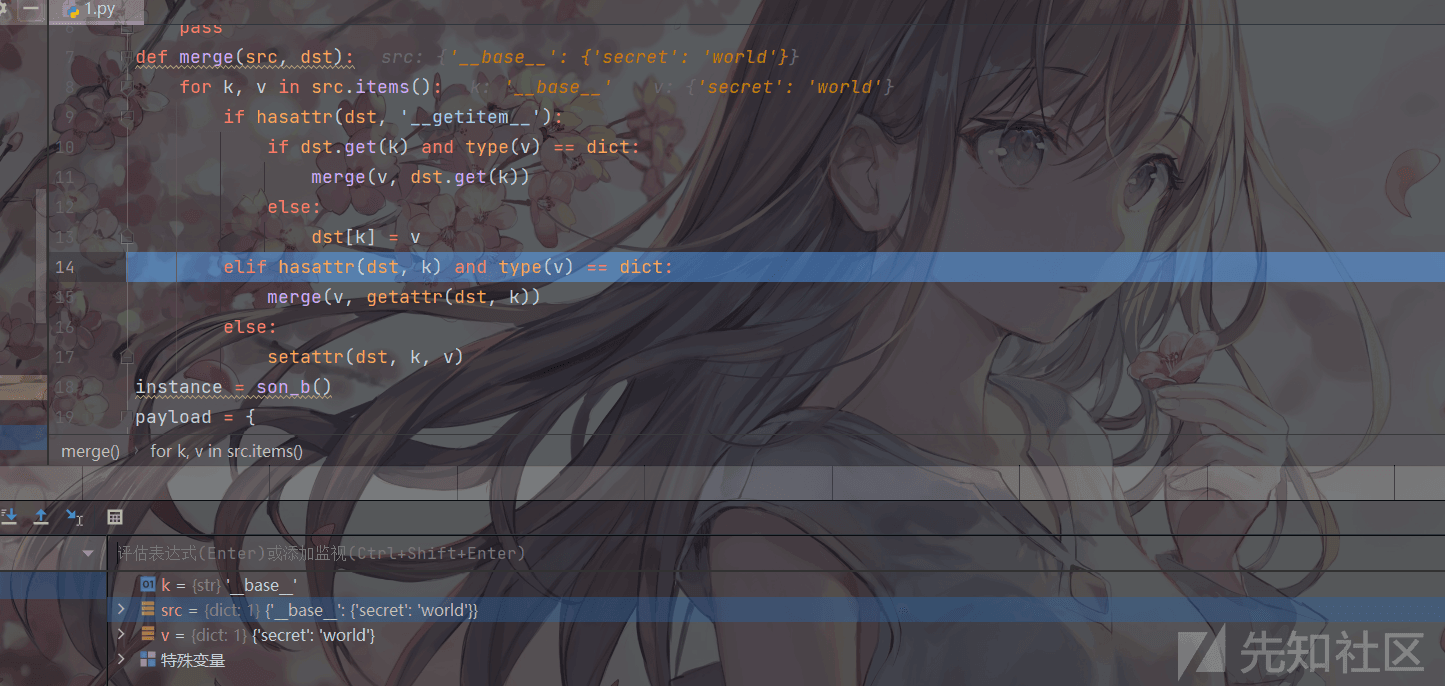 1.py
6 pass
7 def merge(src, dst): src: {'__base__': {'secret': 'world'}}
8 for k, v in src.items(): k: '__base__' v: {'secret': 'world'}
9 if hasattr(dst, '__getitem__'):
10 if dst.get(k) and type(v) == dict:
11 merge(v, dst.get(k))
12 else:
13 dst[k] = v
14 elif hasattr(dst, k) and type(v) == dict:
15 merge(v, getattr(dst, k))
16 else:
17 setattr(dst, k, v)
18 instance = son_b()
19 payload = {
merge() › for k, v in src.items()
评估表达式(Enter)或添加监视(Ctrl+Shift+Enter)
01 k = {str} '__base__'
src = {dict: 1} {'__base__': {'secret': 'world'}}
v = {dict: 1} {'secret': 'world'}
特殊变量
先知社区